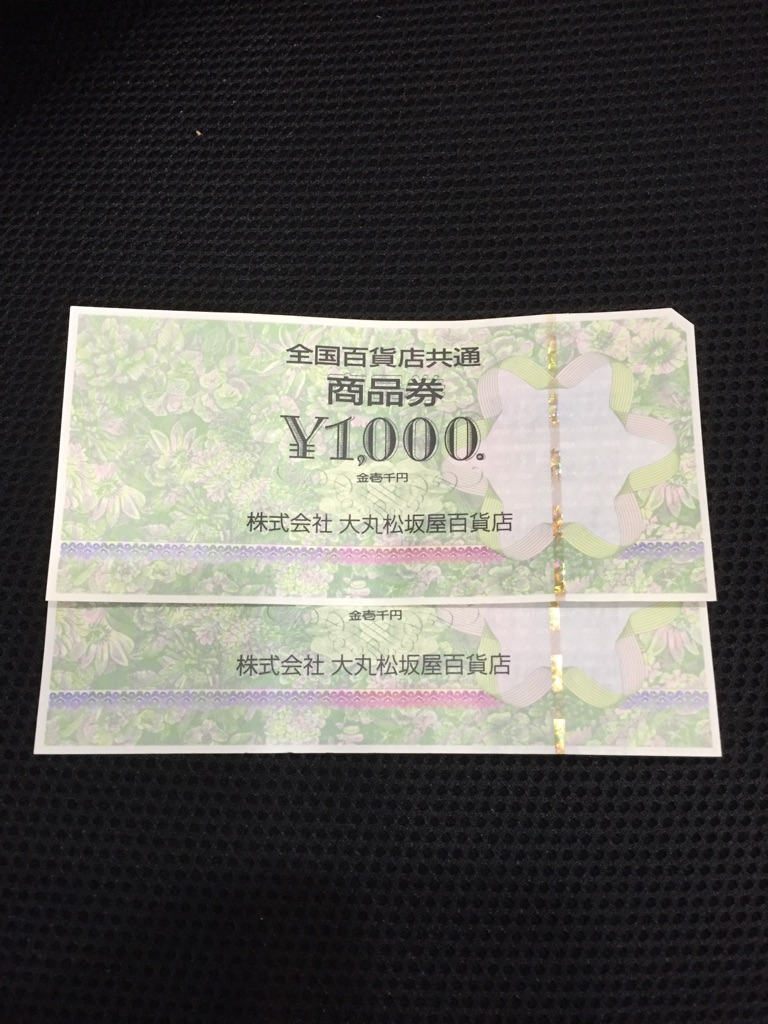 全国百貨店共通
商品券
¥1,000.
金壱千円
株式会社 大丸松坂屋百貨店
金壱千円
株式会社 大丸松坂屋百貨店